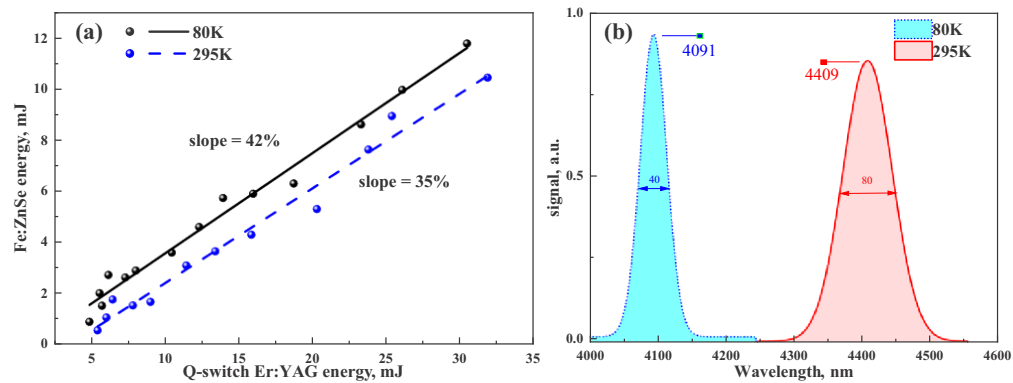 (a)
80K
295K
slope = 42%
slope = 35%
Fe:ZnSe energy, mJ
12
10
8
6
4
2
0
5 10 15 20 25 30 35
Q-switch Er:YAG energy, mJ
(b)
80K
295K
4091
4409
40
80
signal, a.u.
1.0
0.5
0.0
4000 4100 4200 4300 4400 4500 4600
Wavelength, nm